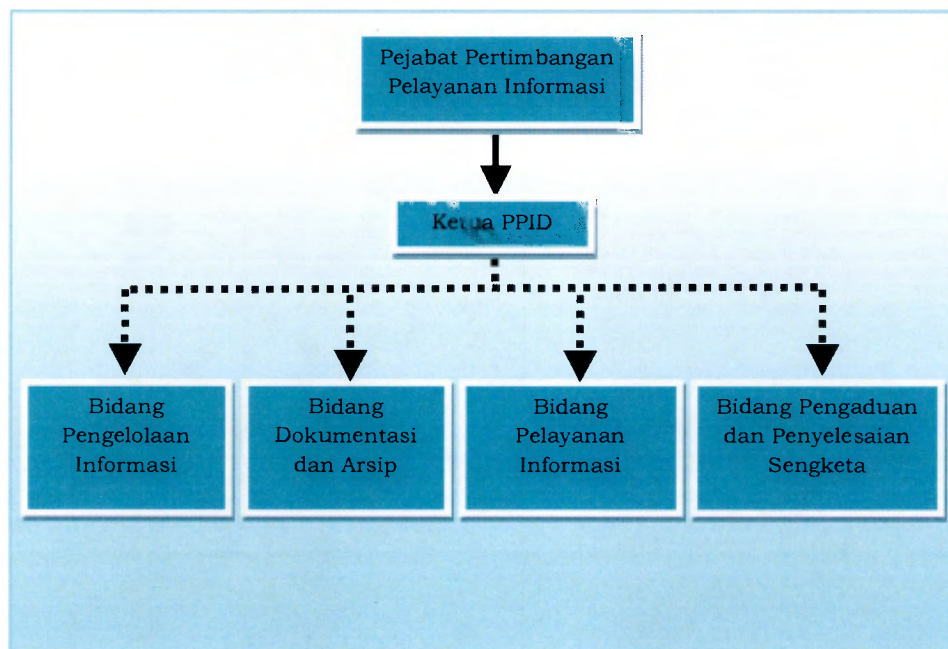 Pejabat Pertimbangan
Pelayanan Informasi
Ketua PPID
Bidang
Pengelolaan
Informasi
Bidang
Dokumentasi
dan Arsip
Bidang
Pelayanan
Informasi
Bidang Pengaduan
dan Penyelesaian
Sengketa